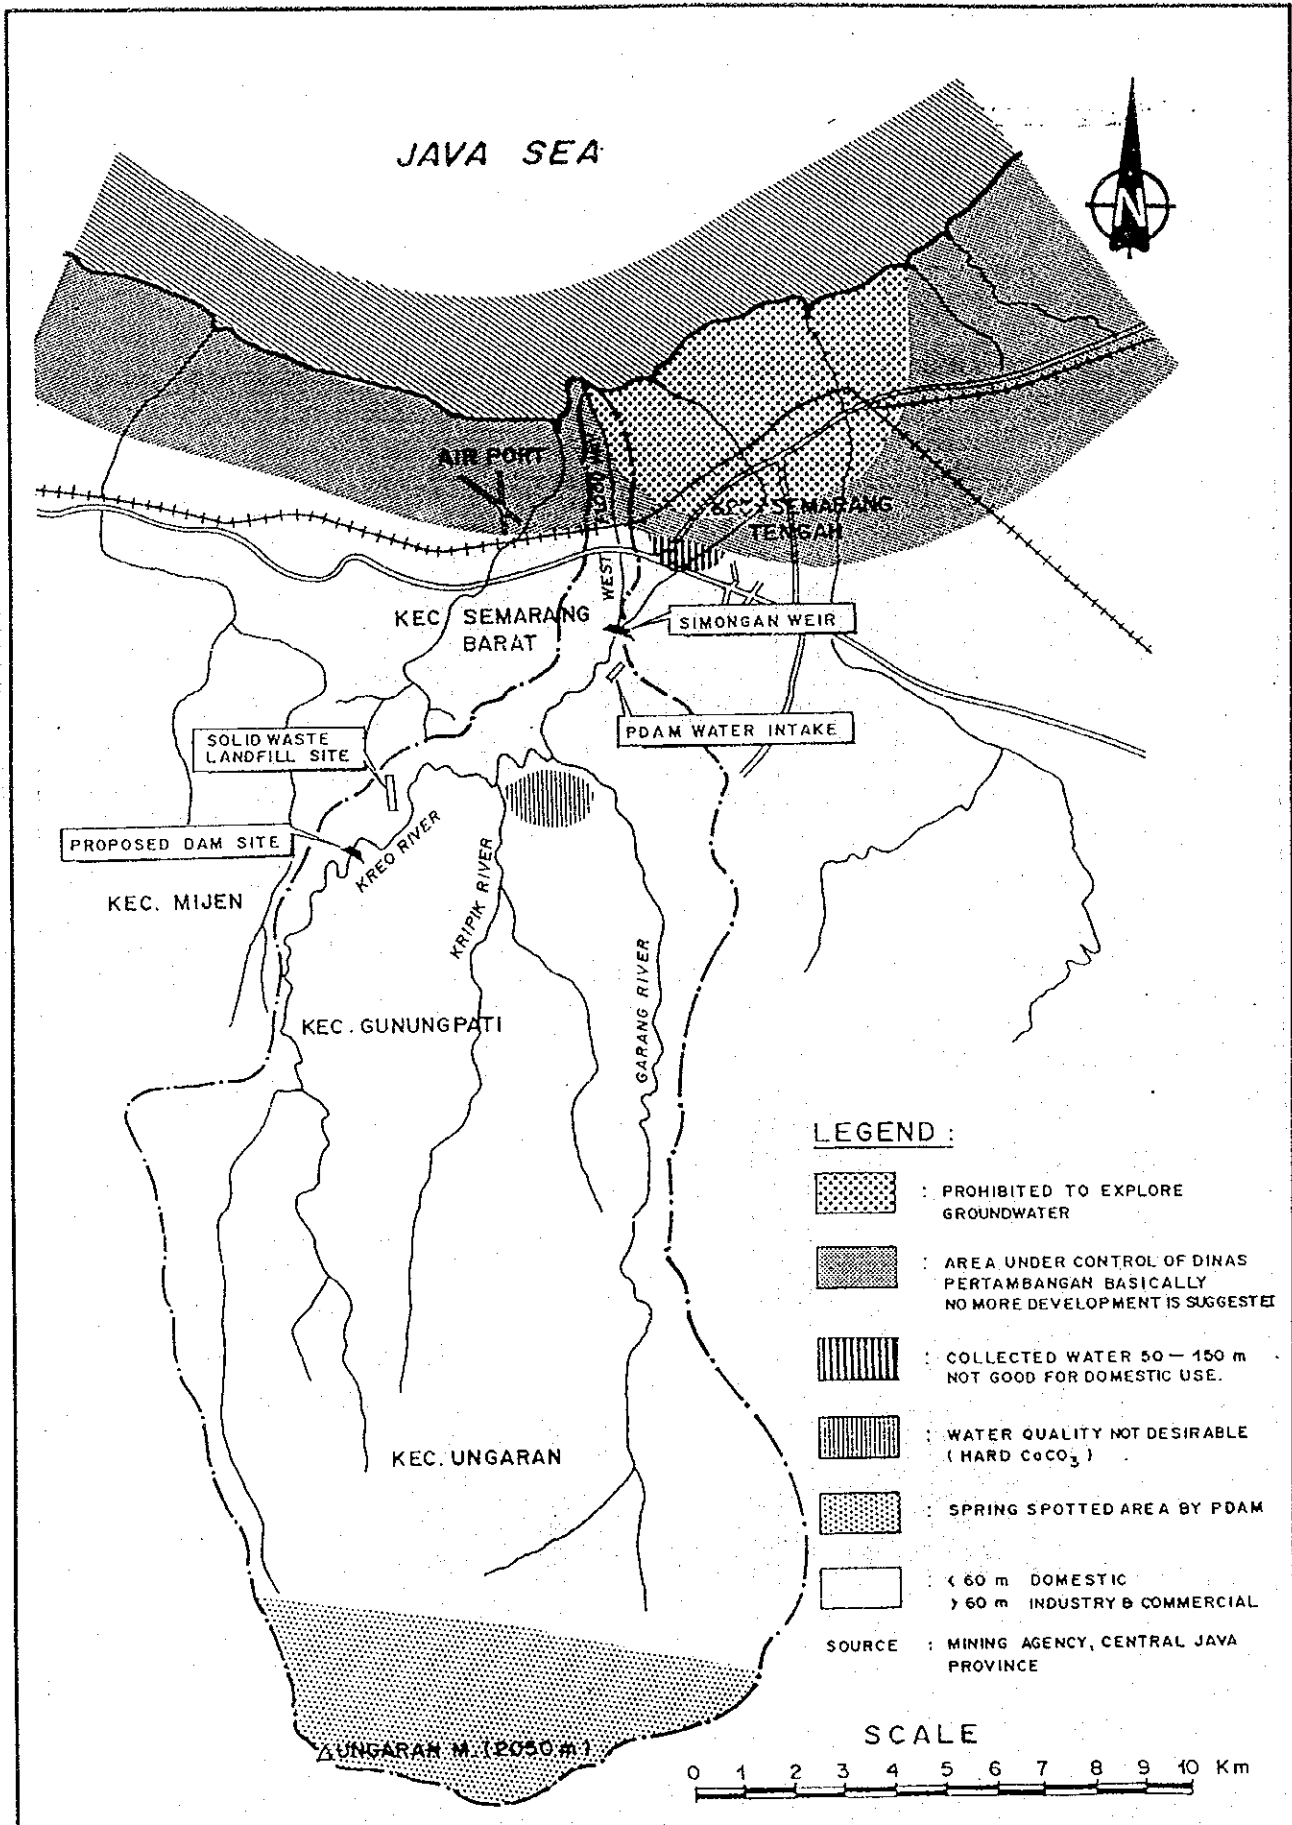 JAVA SEA
N
AIR PORT
FLOOD WAY
WEST
SEMARANG
TENGAH
KEC. SEMARANG
BARAT
SIMONGAN WEIR
PDAM WATER INTAKE
SOLID WASTE
LANDFILL SITE
PROPOSED DAM SITE
KREO RIVER
KRIPIK RIVER
GARANG RIVER
KEC. MIJEN
KEC. GUNUNGPATI
KEC. UNGARAN
UNGARAN M. (2050 m)
LEGEND :
: PROHIBITED TO EXPLORE
GROUNDWATER
: AREA UNDER CONTROL OF DINAS
PERTAMBANGAN BASICALLY
NO MORE DEVELOPMENT IS SUGGESTED
: COLLECTED WATER 50 — 150 m
NOT GOOD FOR DOMESTIC USE.
: WATER QUALITY NOT DESIRABLE
( HARD CaCO3 )
: SPRING SPOTTED AREA BY PDAM
: < 60 m DOMESTIC
> 60 m INDUSTRY & COMMERCIAL
SOURCE : MINING AGENCY, CENTRAL JAVA
PROVINCE
SCALE
0 1 2 3 4 5 6 7 8 9 10 Km